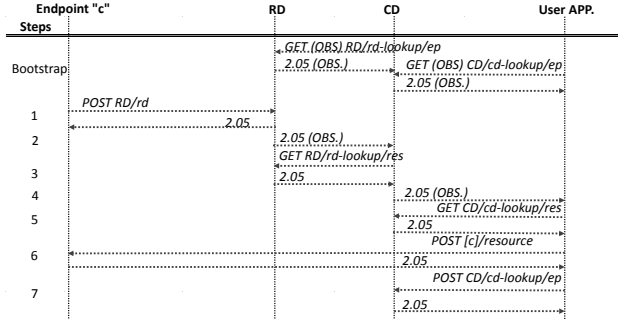 Endpoint "c" RD CD User APP.
Steps
GET (OBS) RD/rd-lookup/ep
Bootstrap 2.05 (OBS.) GET (OBS) CD/cd-lookup/ep
2.05 (OBS.)
POST RD/rd
1
2.05
2 2.05 (OBS.)
GET RD/rd-lookup/res
3 2.05
4 2.05 (OBS.)
GET CD/cd-lookup/res
5 2.05
POST [c]/resource
6 2.05
POST CD/cd-lookup/ep
7
2.05